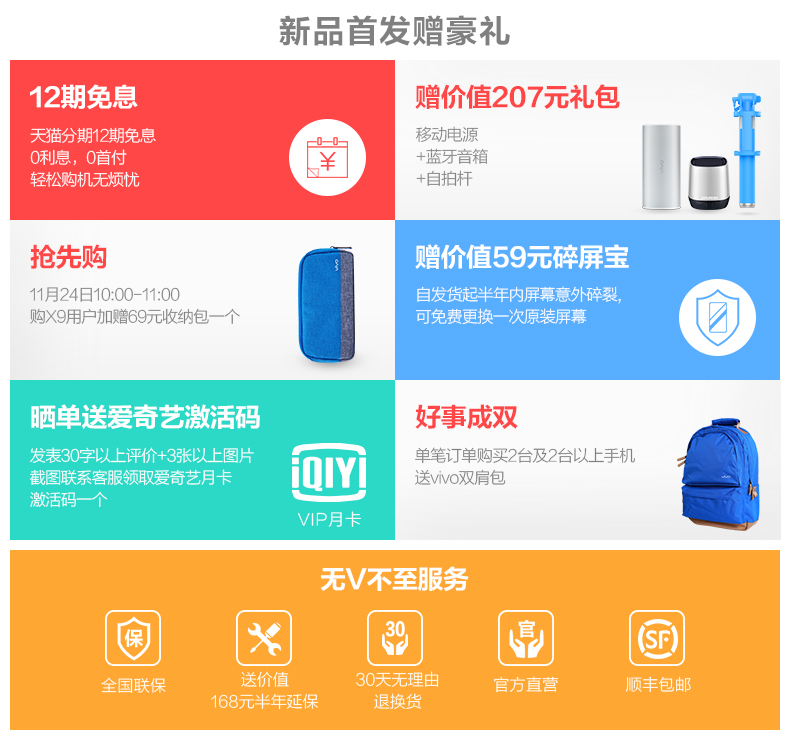 新品首发赠豪礼
12期免息
天猫分期12期免息
0利息，0首付
轻松购机无烦忧
¥
赠价值207元礼包
移动电源
+蓝牙音箱
+自拍杆
抢先购
11月24日10:00-11:00
购X9用户加赠69元收纳包一个
赠价值59元碎屏宝
自发货起半年内屏幕意外碎裂,
可免费更换一次原装屏幕
晒单送爱奇艺激活码
发表30字以上评价+3张以上图片
截图联系客服领取爱奇艺月卡
激活码一个
iQIYI
VIP月卡
好事成双
单笔订单购买2台及2台以上手机
送vivo双肩包
无V不至服务
保
全国联保
送价值
168元半年延保
30
30天无理由
退换货
官
官方直营
SF
顺丰包邮